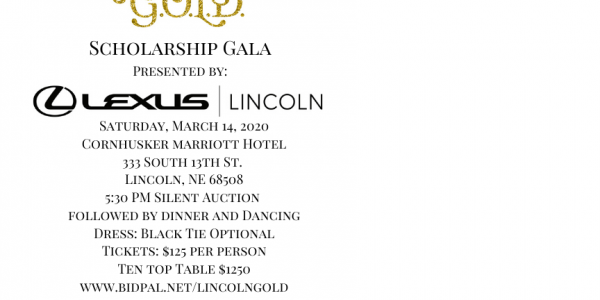 G.O.L.D.
Scholarship Gala
Presented by:
LEXUS | LINCOLN
Saturday, March 14, 2020
Cornhusker marriott Hotel
333 South 13th St.
Lincoln, NE 68508
5:30 PM Silent Auction
followed by dinner and Dancing
Dress: Black Tie Optional
Tickets: $125 per person
Ten top Table $1250
www.bidpal.net/lincolngold